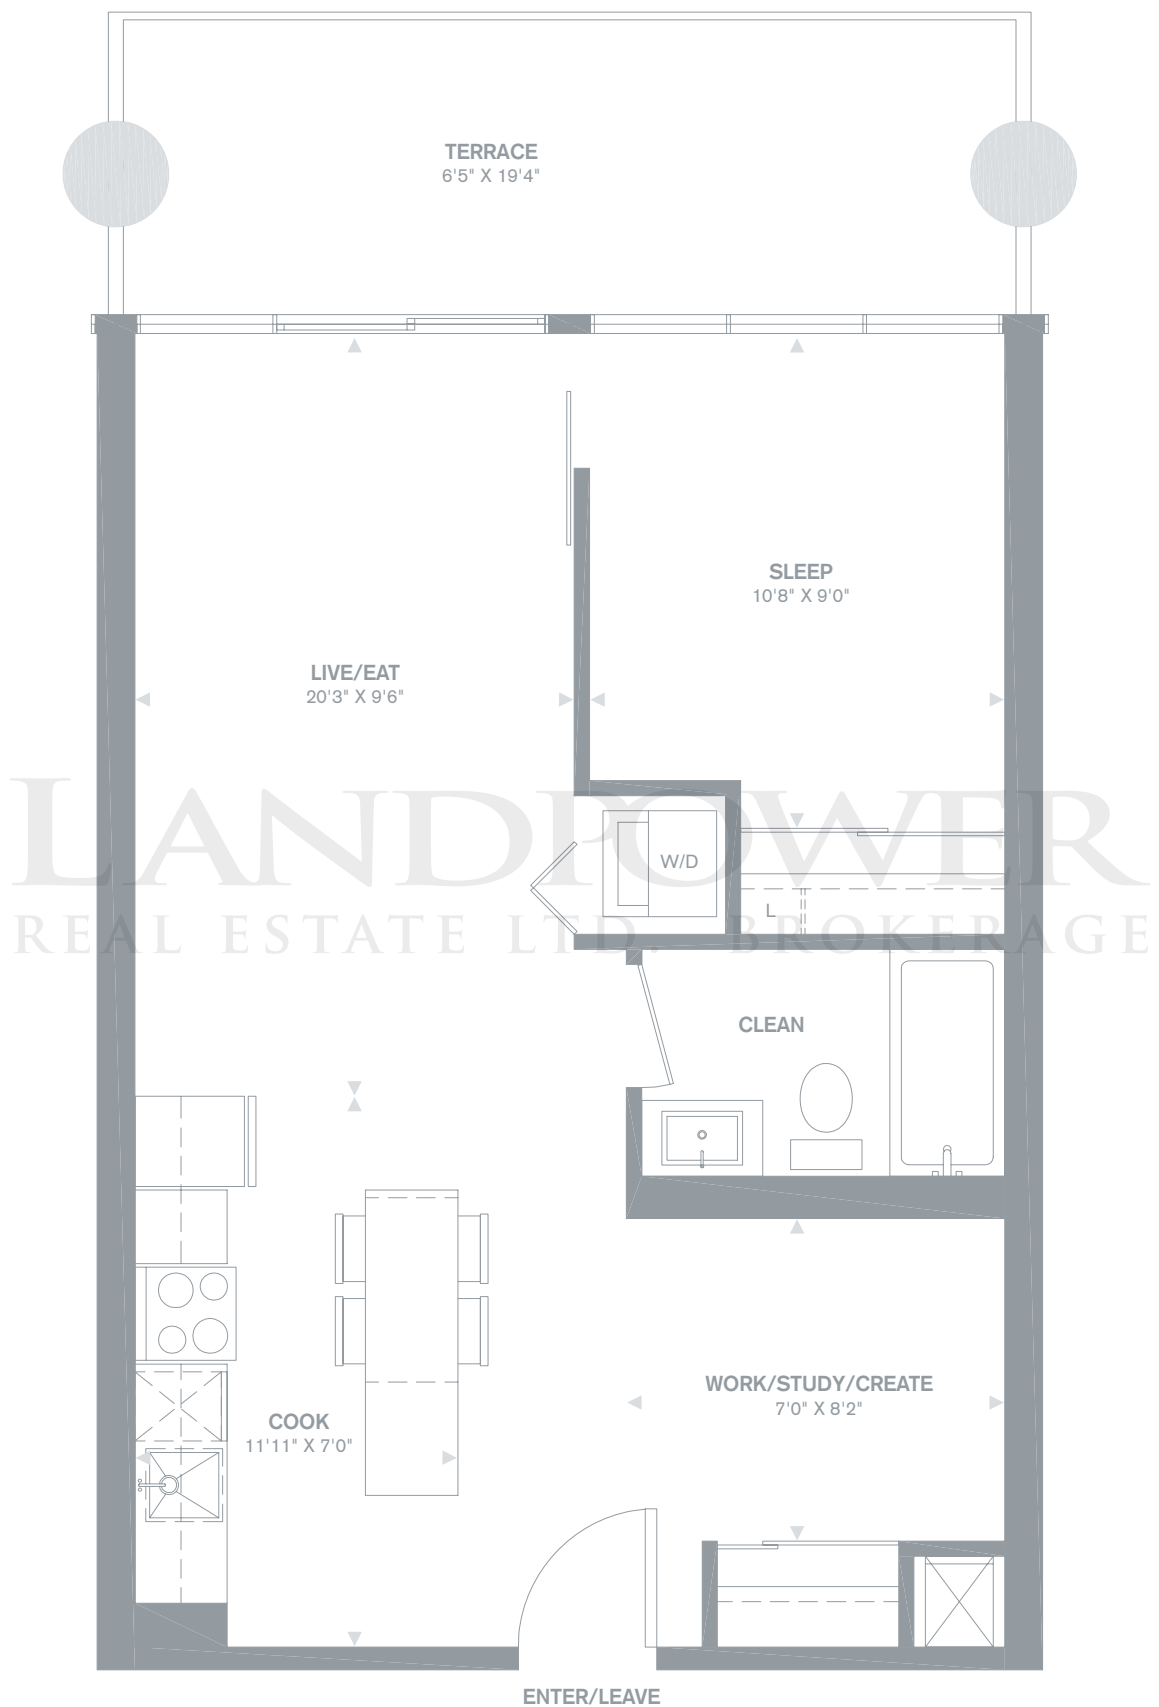 TERRACE
6'5" X 19'4"
SLEEP
10'8" X 9'0"
LIVE/EAT
20'3" X 9'6"
LANDPOWER
REAL ESTATE LTD. BROKERAGE
W/D
L
CLEAN
WORK/STUDY/CREATE
7'0" X 8'2"
COOK
11'11" X 7'0"
ENTER/LEAVE